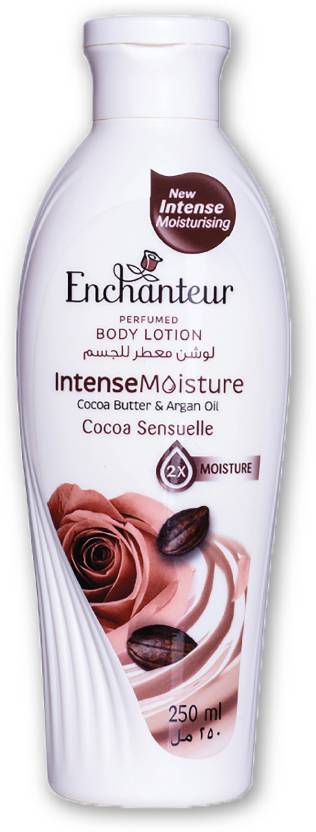 New
Intense
Moisturising
Enchanteur
PERFUMED
BODY LOTION
لوشن معطر للجسم
IntenseMoisture
Cocoa Butter & Argan Oil
Cocoa Sensuelle
2X MOISTURE
250 ml
٢٥٠ مل